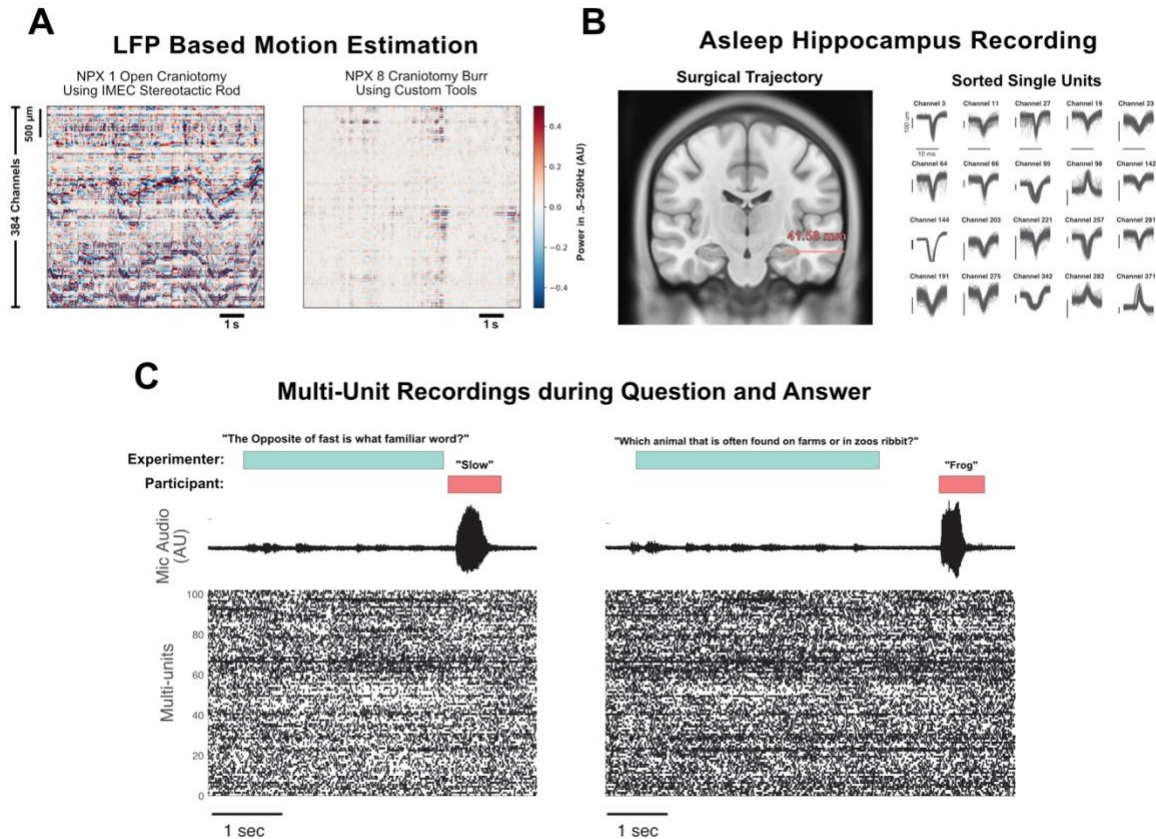 A
LFP Based Motion Estimation
NPX 1 Open Craniotomy
Using IMEC Stereotactic Rod
NPX 8 Craniotomy Burr
Using Custom Tools
384 Channels
500 μm
1 s
1 s
0.4
0.2
0.0
−0.2
−0.4
Power in .5–250Hz (AU)
B
Asleep Hippocampus Recording
Surgical Trajectory
41.58 mm
Sorted Single Units
Channel 3
Channel 11
Channel 27
Channel 19
Channel 23
100 um
10 ms
Channel 64
Channel 66
Channel 95
Channel 98
Channel 142
Channel 144
Channel 203
Channel 221
Channel 257
Channel 281
Channel 191
Channel 275
Channel 342
Channel 282
Channel 371
C
Multi-Unit Recordings during Question and Answer
"The Opposite of fast is what familiar word?"
"Which animal that is often found on farms or in zoos ribbit?"
Experimenter:
"Slow"
"Frog"
Participant:
Mic Audio
(AU)
Multi-units
100
80
60
40
20
0
1 sec
1 sec